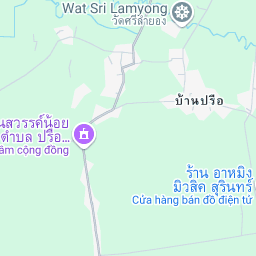 Wat Sri Lamyong
วัดศรีลำยอง
บ้านปรือ
นสวรรค์น้อย
ตำบล ปรือ...
âm cộng đồng
ร้าน อาหมิง
มิวสิค สุรินทร์
Cửa hàng bán đồ điện tử